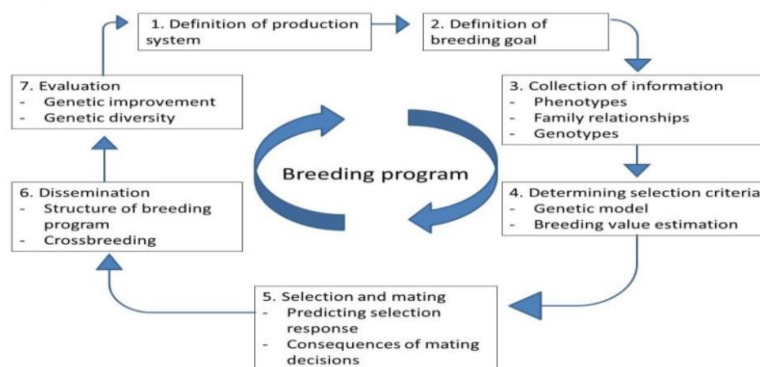 1. Definition of production
system
2. Definition of
breeding goal
3. Collection of information
- Phenotypes
- Family relationships
- Genotypes
4. Determining selection criteria
- Genetic model
- Breeding value estimation
5. Selection and mating
- Predicting selection
response
- Consequences of mating
decisions
6. Dissemination
- Structure of breeding
program
- Crossbreeding
7. Evaluation
- Genetic improvement
- Genetic diversity
Breeding program